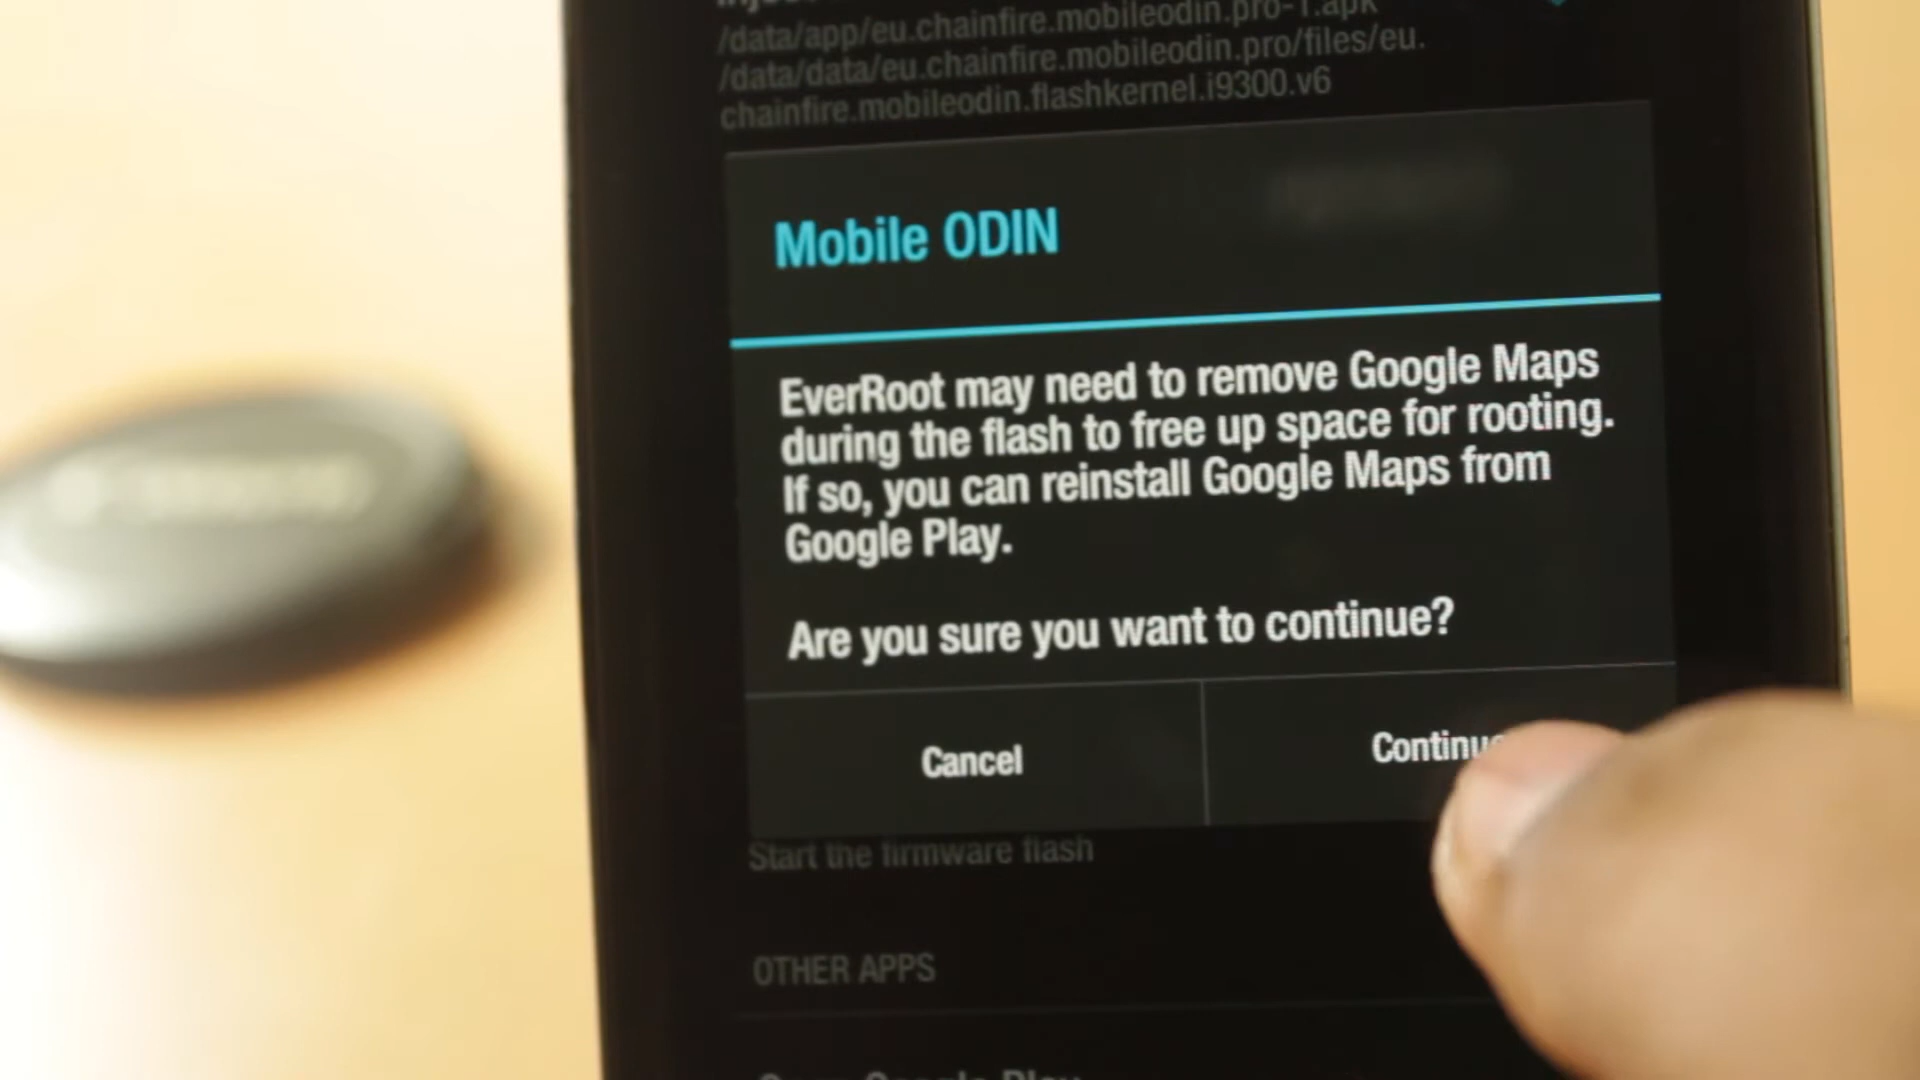 /data/app/eu.chainfire.mobileodin.pro-1.apk
/data/data/eu.chainfire.mobileodin.pro/files/eu.
chainfire.mobileodin.flashkernel.i9300.v6
Mobile ODIN
EverRoot may need to remove Google Maps
during the flash to free up space for rooting.
If so, you can reinstall Google Maps from
Google Play.
Are you sure you want to continue?
Cancel
Continue
Start the firmware flash
OTHER APPS
Google Play